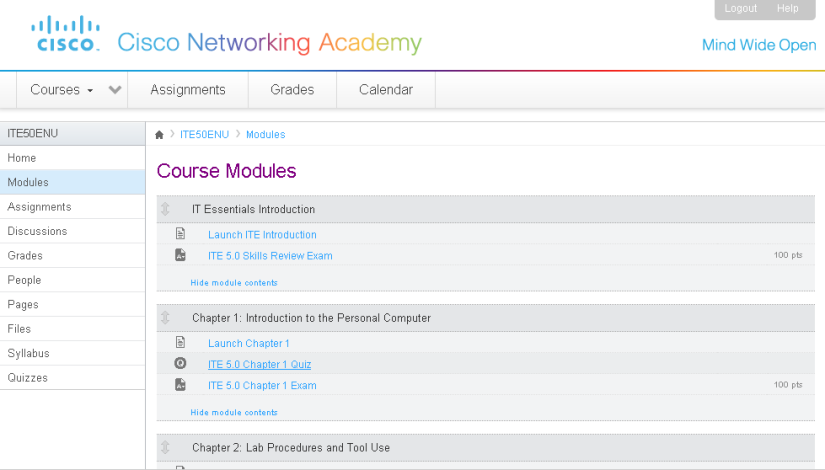 Logout Help
CISCO. Cisco Networking Academy
Mind Wide Open
Courses Assignments Grades Calendar
ITE50ENU
Home
Modules
Assignments
Discussions
Grades
People
Pages
Files
Syllabus
Quizzes
ITE50ENU Modules
Course Modules
IT Essentials Introduction
Launch ITE Introduction
ITE 5.0 Skills Review Exam 100 pts
Hide module contents
Chapter 1: Introduction to the Personal Computer
Launch Chapter 1
ITE 5.0 Chapter 1 Quiz
ITE 5.0 Chapter 1 Exam 100 pts
Hide module contents
Chapter 2: Lab Procedures and Tool Use